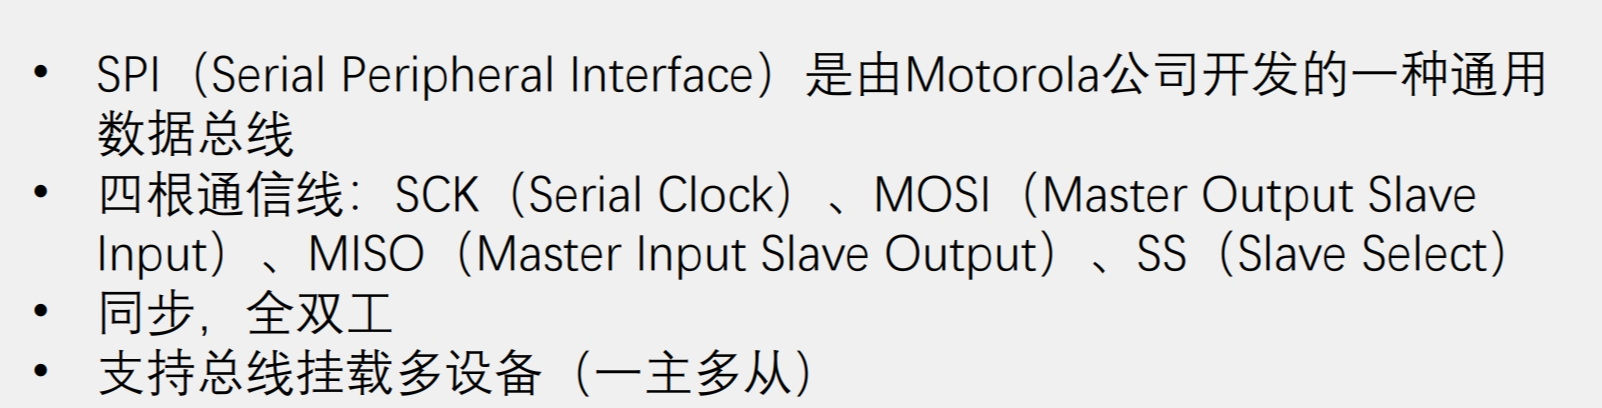 • SPI（Serial Peripheral Interface）是由Motorola公司开发的一种通用
数据总线
• 四根通信线：SCK（Serial Clock）、MOSI（Master Output Slave
Input）、MISO（Master Input Slave Output）、SS（Slave Select）
• 同步，全双工
• 支持总线挂载多设备（一主多从）